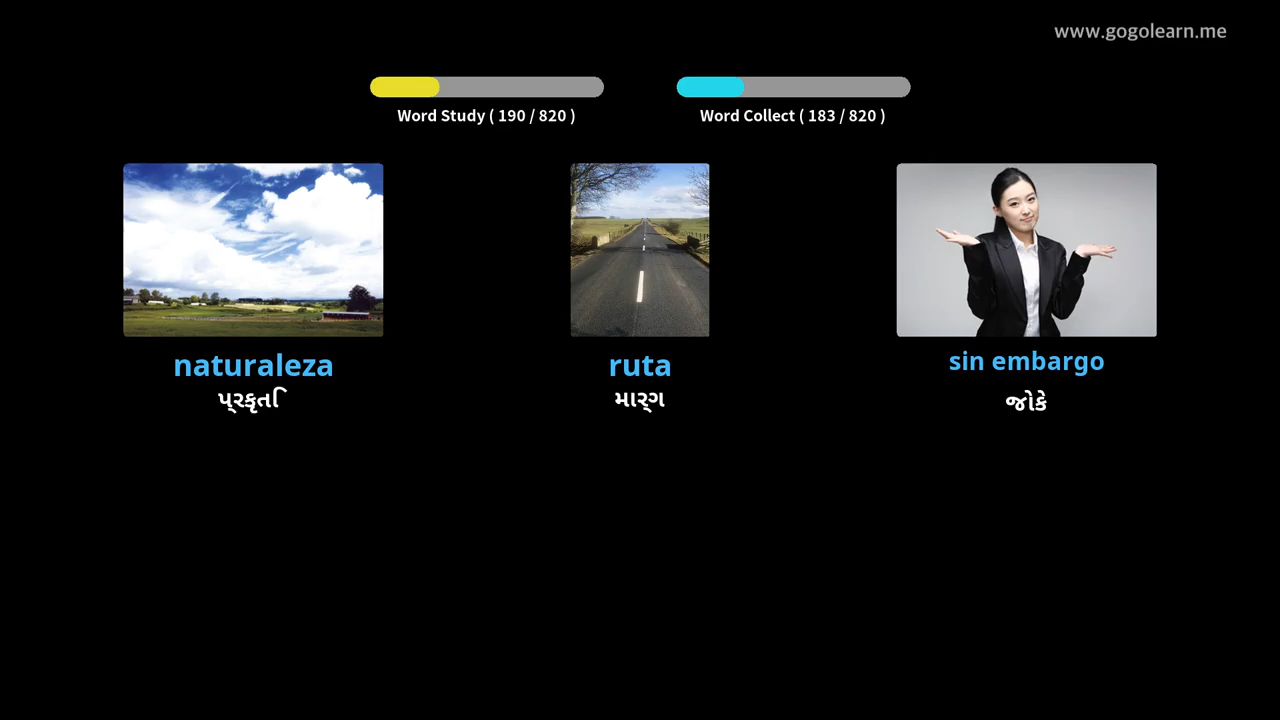 www.gogolearn.me
Word Study ( 190 / 820 )
Word Collect ( 183 / 820 )
naturaleza
પ્રકૃતિ
ruta
માર્ગ
sin embargo
જોકે